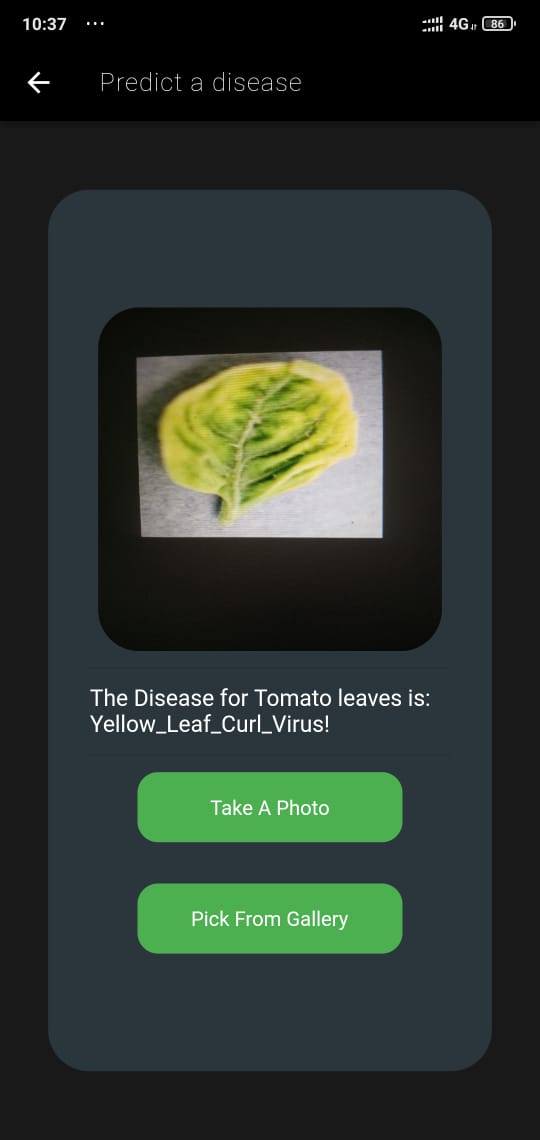 10:37 ...
4G 86
Predict a disease
The Disease for Tomato leaves is:
Yellow_Leaf_Curl_Virus!
Take A Photo
Pick From Gallery